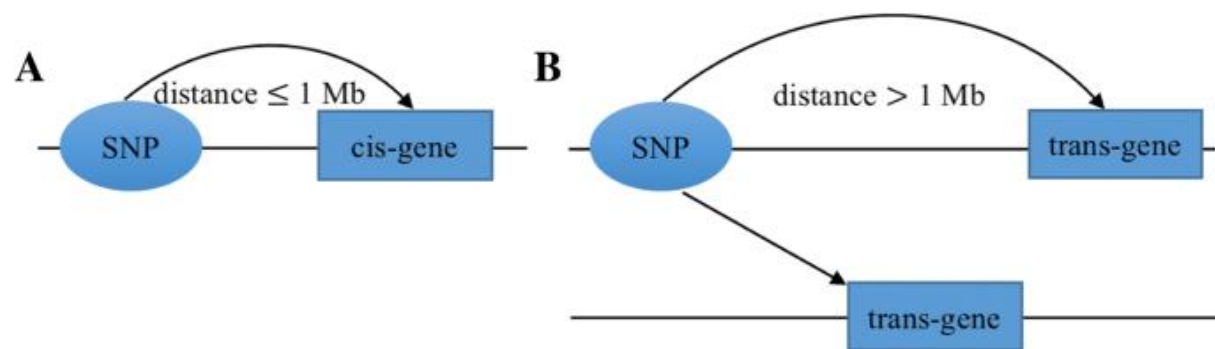 A
distance ≤ 1 Mb
SNP
cis-gene
B
distance > 1 Mb
SNP
trans-gene
trans-gene